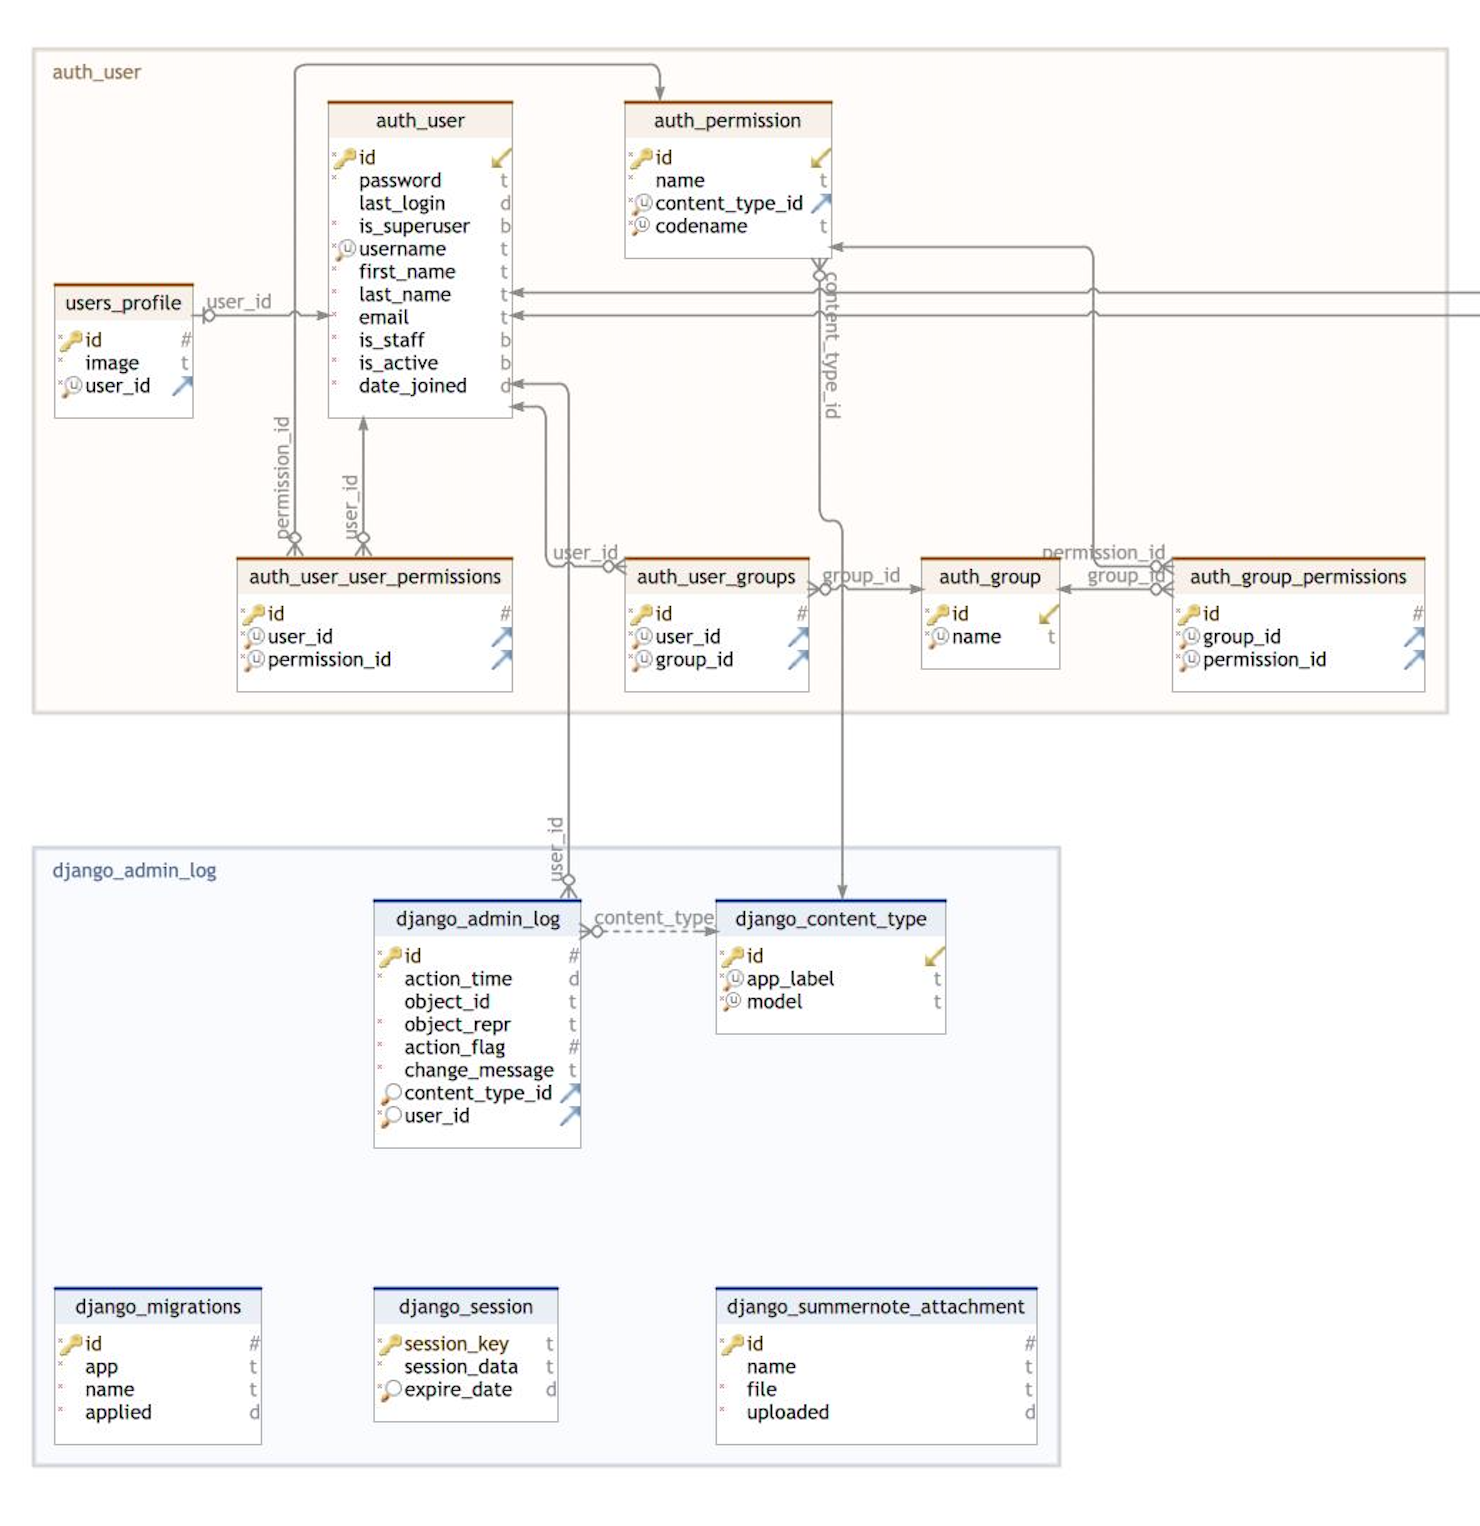 auth_user
auth_user
id
password t
last_login d
is_superuser b
username t
first_name t
last_name t
email t
is_staff b
is_active b
date_joined d
auth_permission
id
name t
content_type_id
codename t
users_profile
id #
image t
user_id
user_id
content_type_id
permission_id
user_id
auth_user_user_permissions
id #
user_id
permission_id
user_id
auth_user_groups
id #
user_id
group_id
group_id
auth_group
id
name t
permission_id
group_id
auth_group_permissions
id #
group_id
permission_id
user_id
django_admin_log
django_admin_log
id #
action_time d
object_id t
object_repr t
action_flag #
change_message t
content_type_id
user_id
content_type
django_content_type
id
app_label t
model t
django_migrations
id #
app t
name t
applied d
django_session
session_key t
session_data t
expire_date d
django_summernote_attachment
id #
name t
file t
uploaded d